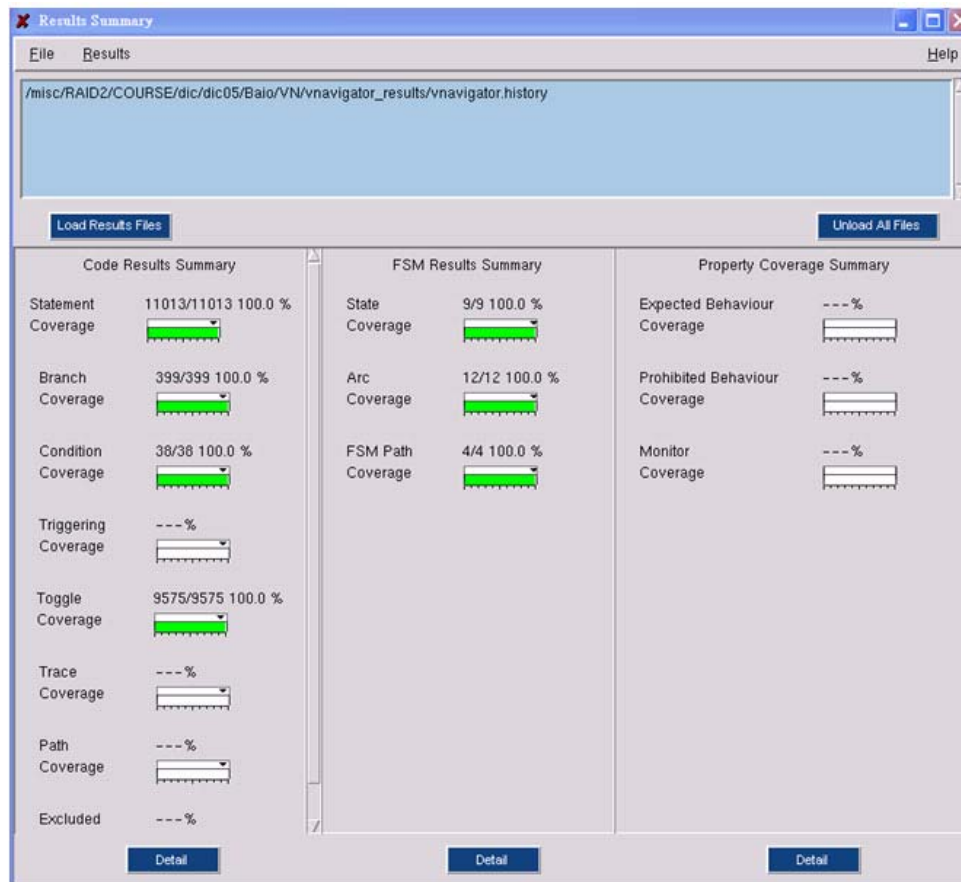 Results Summary
File Results Help
/misc/RAID2/COURSE/dic/dic05/Baio/VN/vnavigator_results/vnavigator.history
Load Results Files
Unload All Files
Code Results Summary
Statement 11013/11013 100.0 %
Coverage
Branch 399/399 100.0 %
Coverage
Condition 38/38 100.0 %
Coverage
Triggering ---%
Coverage
Toggle 9575/9575 100.0 %
Coverage
Trace ---%
Coverage
Path ---%
Coverage
Excluded ---%
Detail
FSM Results Summary
State 9/9 100.0 %
Coverage
Arc 12/12 100.0 %
Coverage
FSM Path 4/4 100.0 %
Coverage
Detail
Property Coverage Summary
Expected Behaviour ---%
Coverage
Prohibited Behaviour ---%
Coverage
Monitor ---%
Coverage
Detail